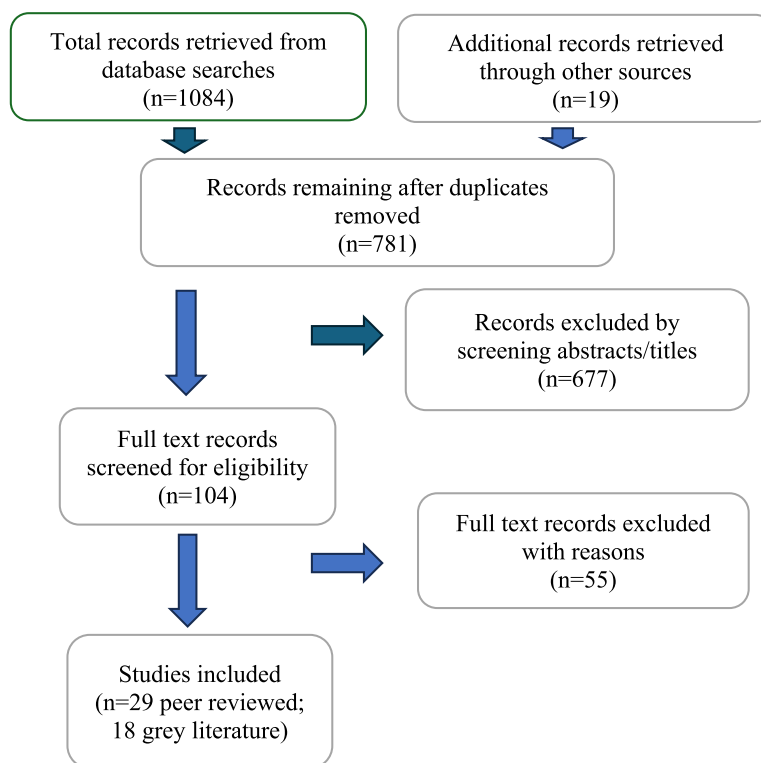 Total records retrieved from
database searches
(n=1084)
Additional records retrieved
through other sources
(n=19)
Records remaining after duplicates
removed
(n=781)
Records excluded by
screening abstracts/titles
(n=677)
Full text records
screened for eligibility
(n=104)
Full text records excluded
with reasons
(n=55)
Studies included
(n=29 peer reviewed;
18 grey literature)